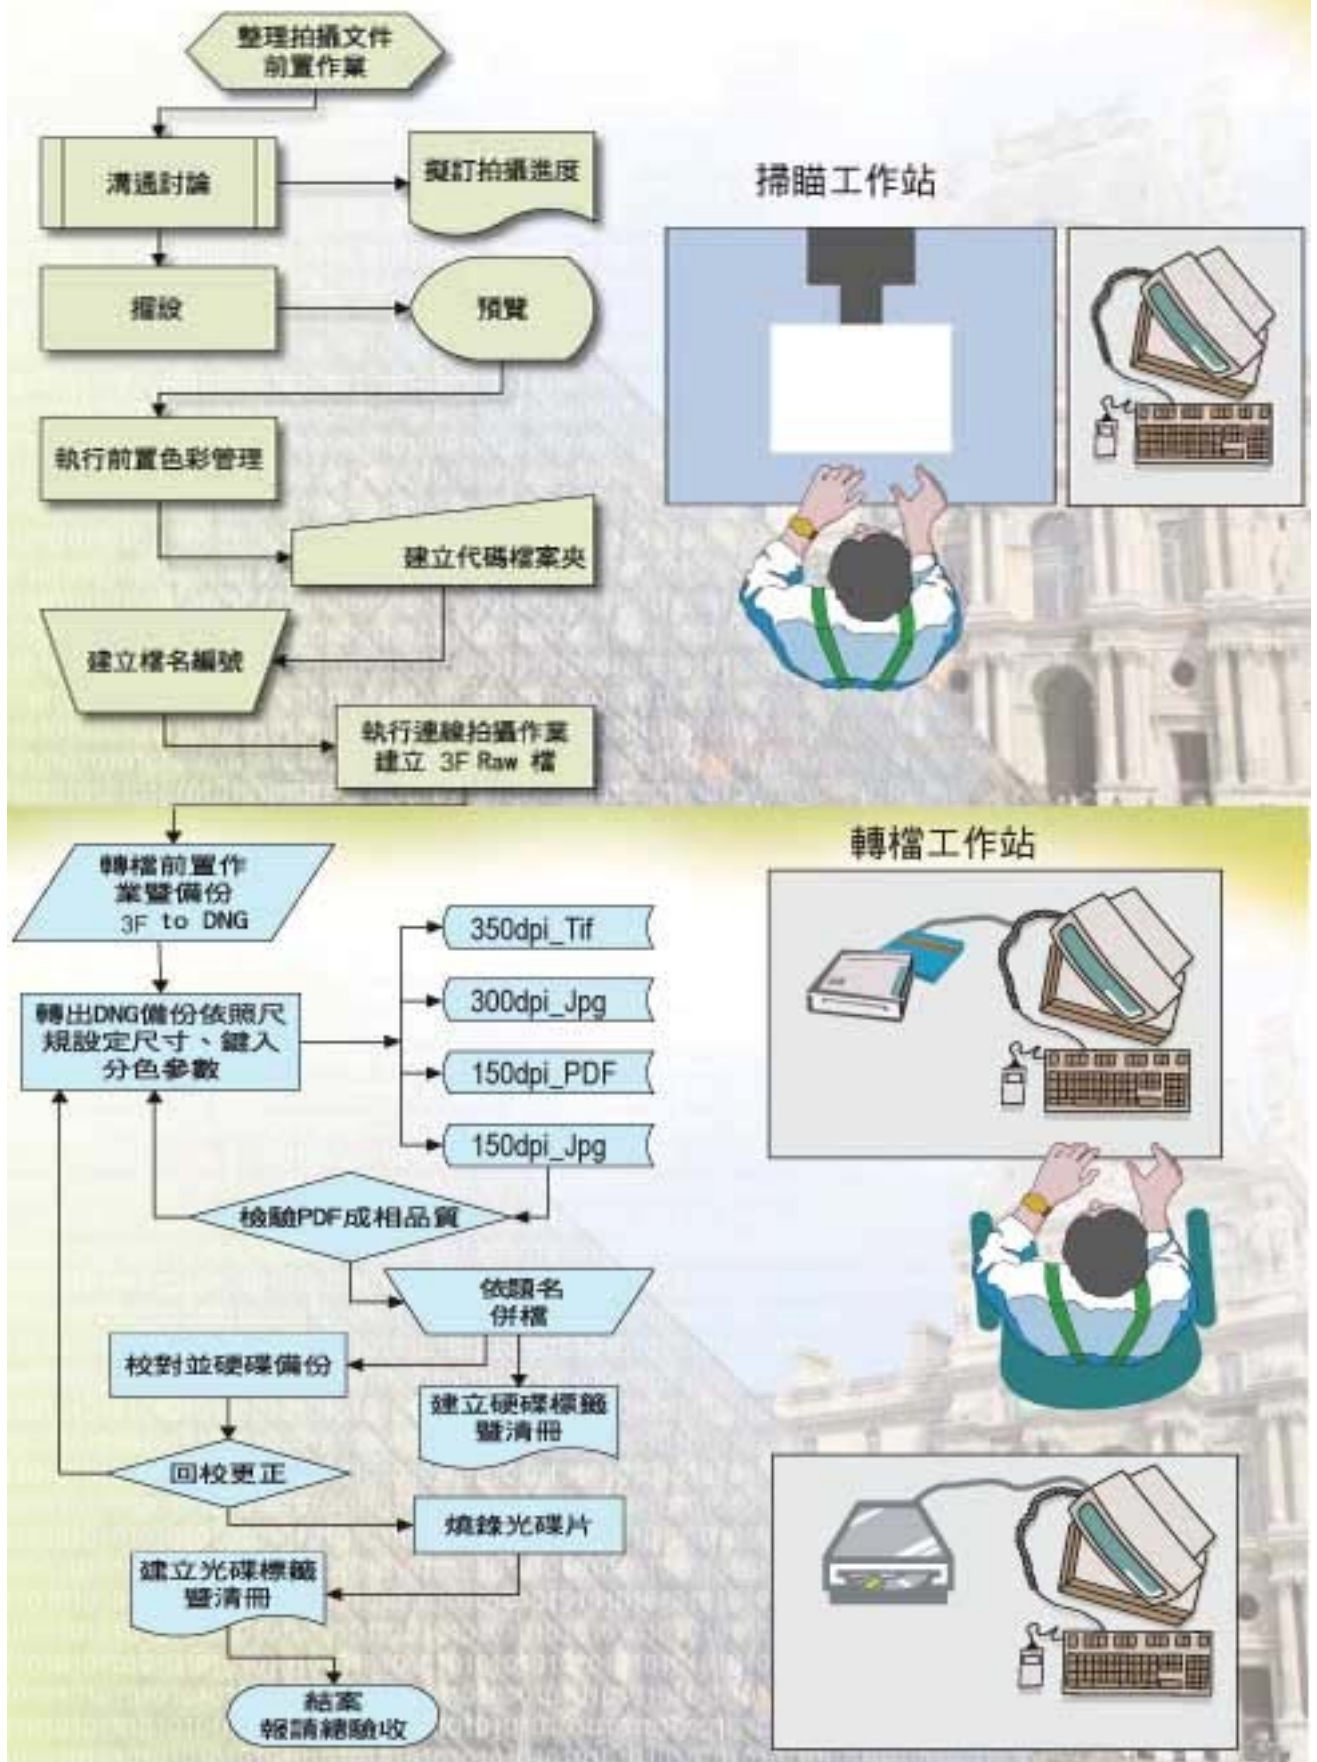 整理拍攝文件
前置作業
溝通討論
擬訂拍攝進度
掃瞄工作站
擺設
預覽
執行前置色彩管理
建立代碼檔案夾
建立檔名編號
執行連線拍攝作業
建立 3F Raw 檔
轉檔工作站
轉檔前置作
業暨備份
3F to DNG
350dpi_Tif
300dpi_Jpg
轉出DNG備份依照尺
規設定尺寸、鍵入
分色參數
150dpi_PDF
150dpi_Jpg
檢驗PDF成相品質
依題名
併檔
校對並硬碟備份
建立硬碟標籤
暨清冊
回校更正
燒錄光碟片
建立光碟標籤
暨清冊
結案
報請總驗收